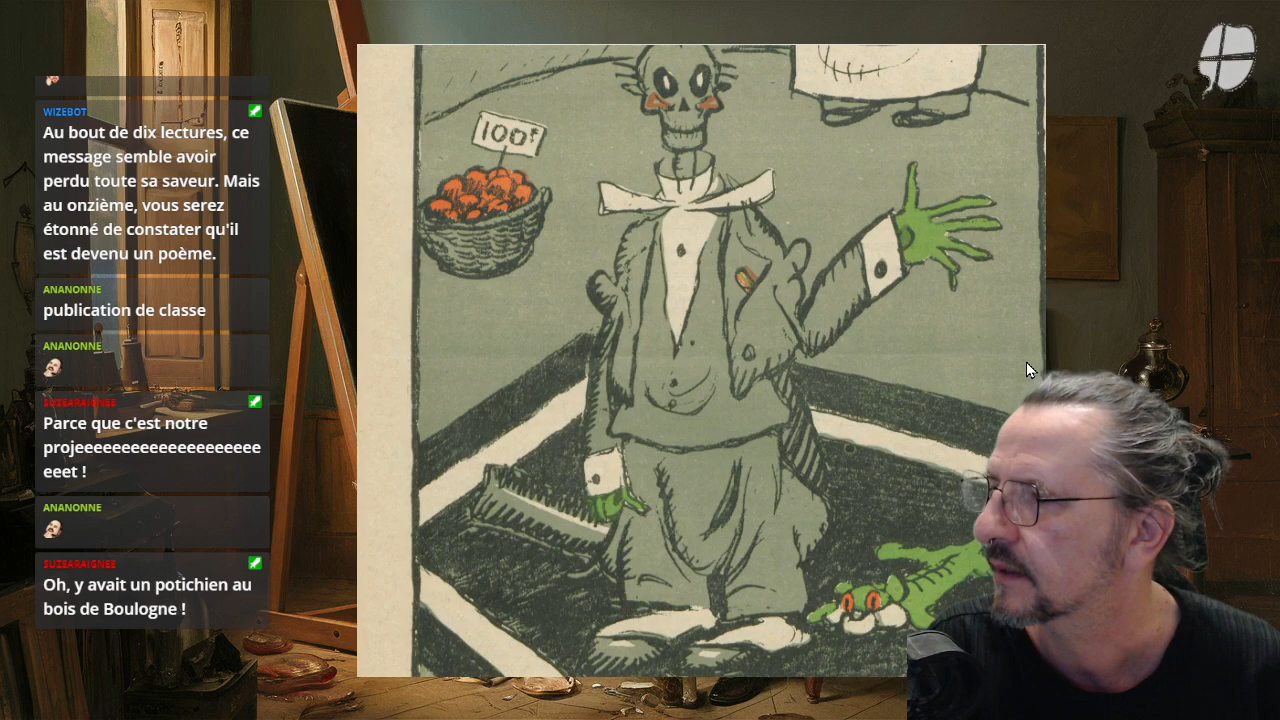 WIZEBOT
Au bout de dix lectures, ce
message semble avoir
perdu toute sa saveur. Mais
au onzième, vous serez
étonné de constater qu'il
est devenu un poème.
ANANONNE
publication de classe
ANANONNE
SUZEARAIGNEE
Parce que c'est notre
projeeeeeeeeeeeeeeeeeeee
eeet !
ANANONNE
SUZEARAIGNEE
Oh, y avait un potichien au
bois de Boulogne !
100f